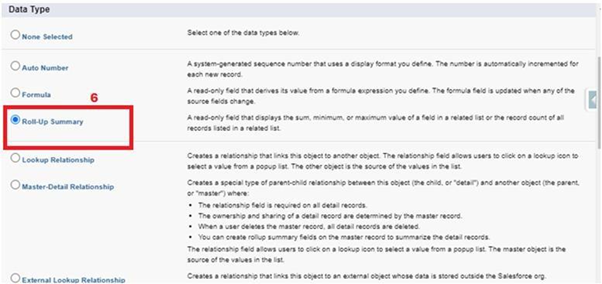 Data Type
None Selected
Select one of the data types below.
Auto Number
A system-generated sequence number that uses a display format you define. The number is automatically incremented for
each new record.
Formula
A read-only field that derives its value from a formula expression you define. The formula field is updated when any of the
source fields change.
6
Roll-Up Summary
A read-only field that displays the sum, minimum, or maximum value of a field in a related list or the record count of all
records listed in a related list.
Lookup Relationship
Creates a relationship that links this object to another object. The relationship field allows users to click on a lookup icon to
select a value from a popup list. The other object is the source of the values in the list.
Master-Detail Relationship
Creates a special type of parent-child relationship between this object (the child, or "detail") and another object (the parent,
or "master") where:
• The relationship field is required on all detail records.
• The ownership and sharing of a detail record are determined by the master record.
• When a user deletes the master record, all detail records are deleted.
• You can create rollup summary fields on the master record to summarize the detail records.
The relationship field allows users to click on a lookup icon to select a value from a popup list. The master object is the
source of the values in the list.
External Lookup Relationship
Creates a relationship that links this object to an external object whose data is stored outside the Salesforce org.